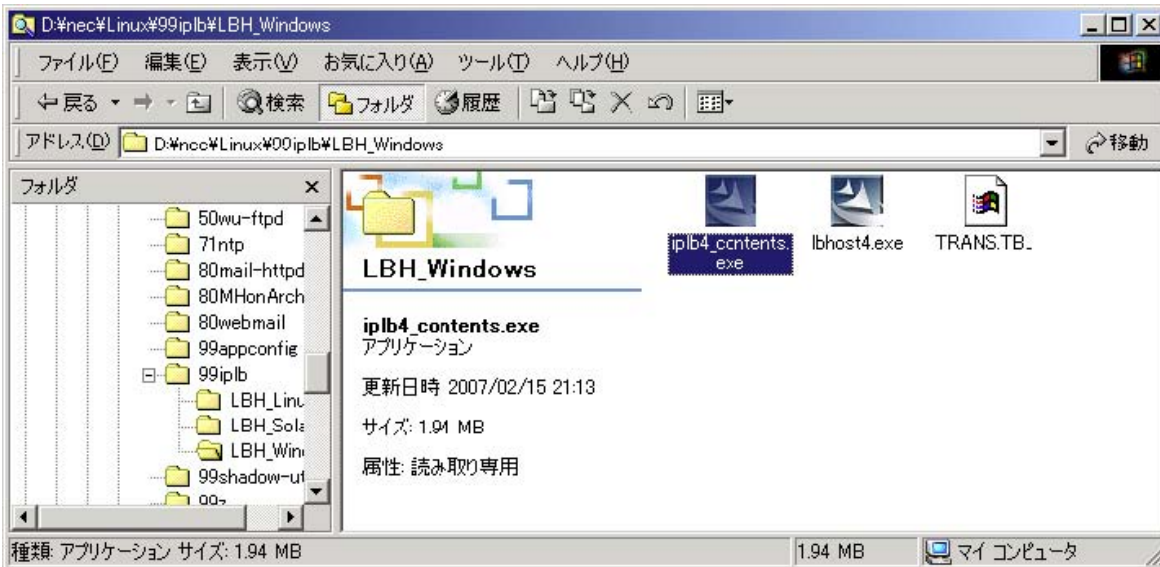 D:¥nec¥Linux¥99iplb¥LBH_Windows
ファイル(F) 編集(E) 表示(V) お気に入り(A) ツール(T) ヘルプ(H)
戻る 検索 フォルダ 履歴
アドレス(D) D:¥nec¥Linux¥99iplb¥LBH_Windows 移動
フォルダ
50wu-ftpd
71ntp
80mail-httpd
80MHonArch
80webmail
99appconfig
99iplb
LBH_Linu
LBH_Sola
LBH_Win
99shadow-ut
LBH_Windows
iplb4_contents.exe
アプリケーション
更新日時 2007/02/15 21:13
サイズ: 1.94 MB
属性: 読み取り専用
iplb4_contents.
exe
lbhost4.exe
TRANS.TB_
種類: アプリケーション サイズ: 1.94 MB
1.94 MB
マイ コンピュータ